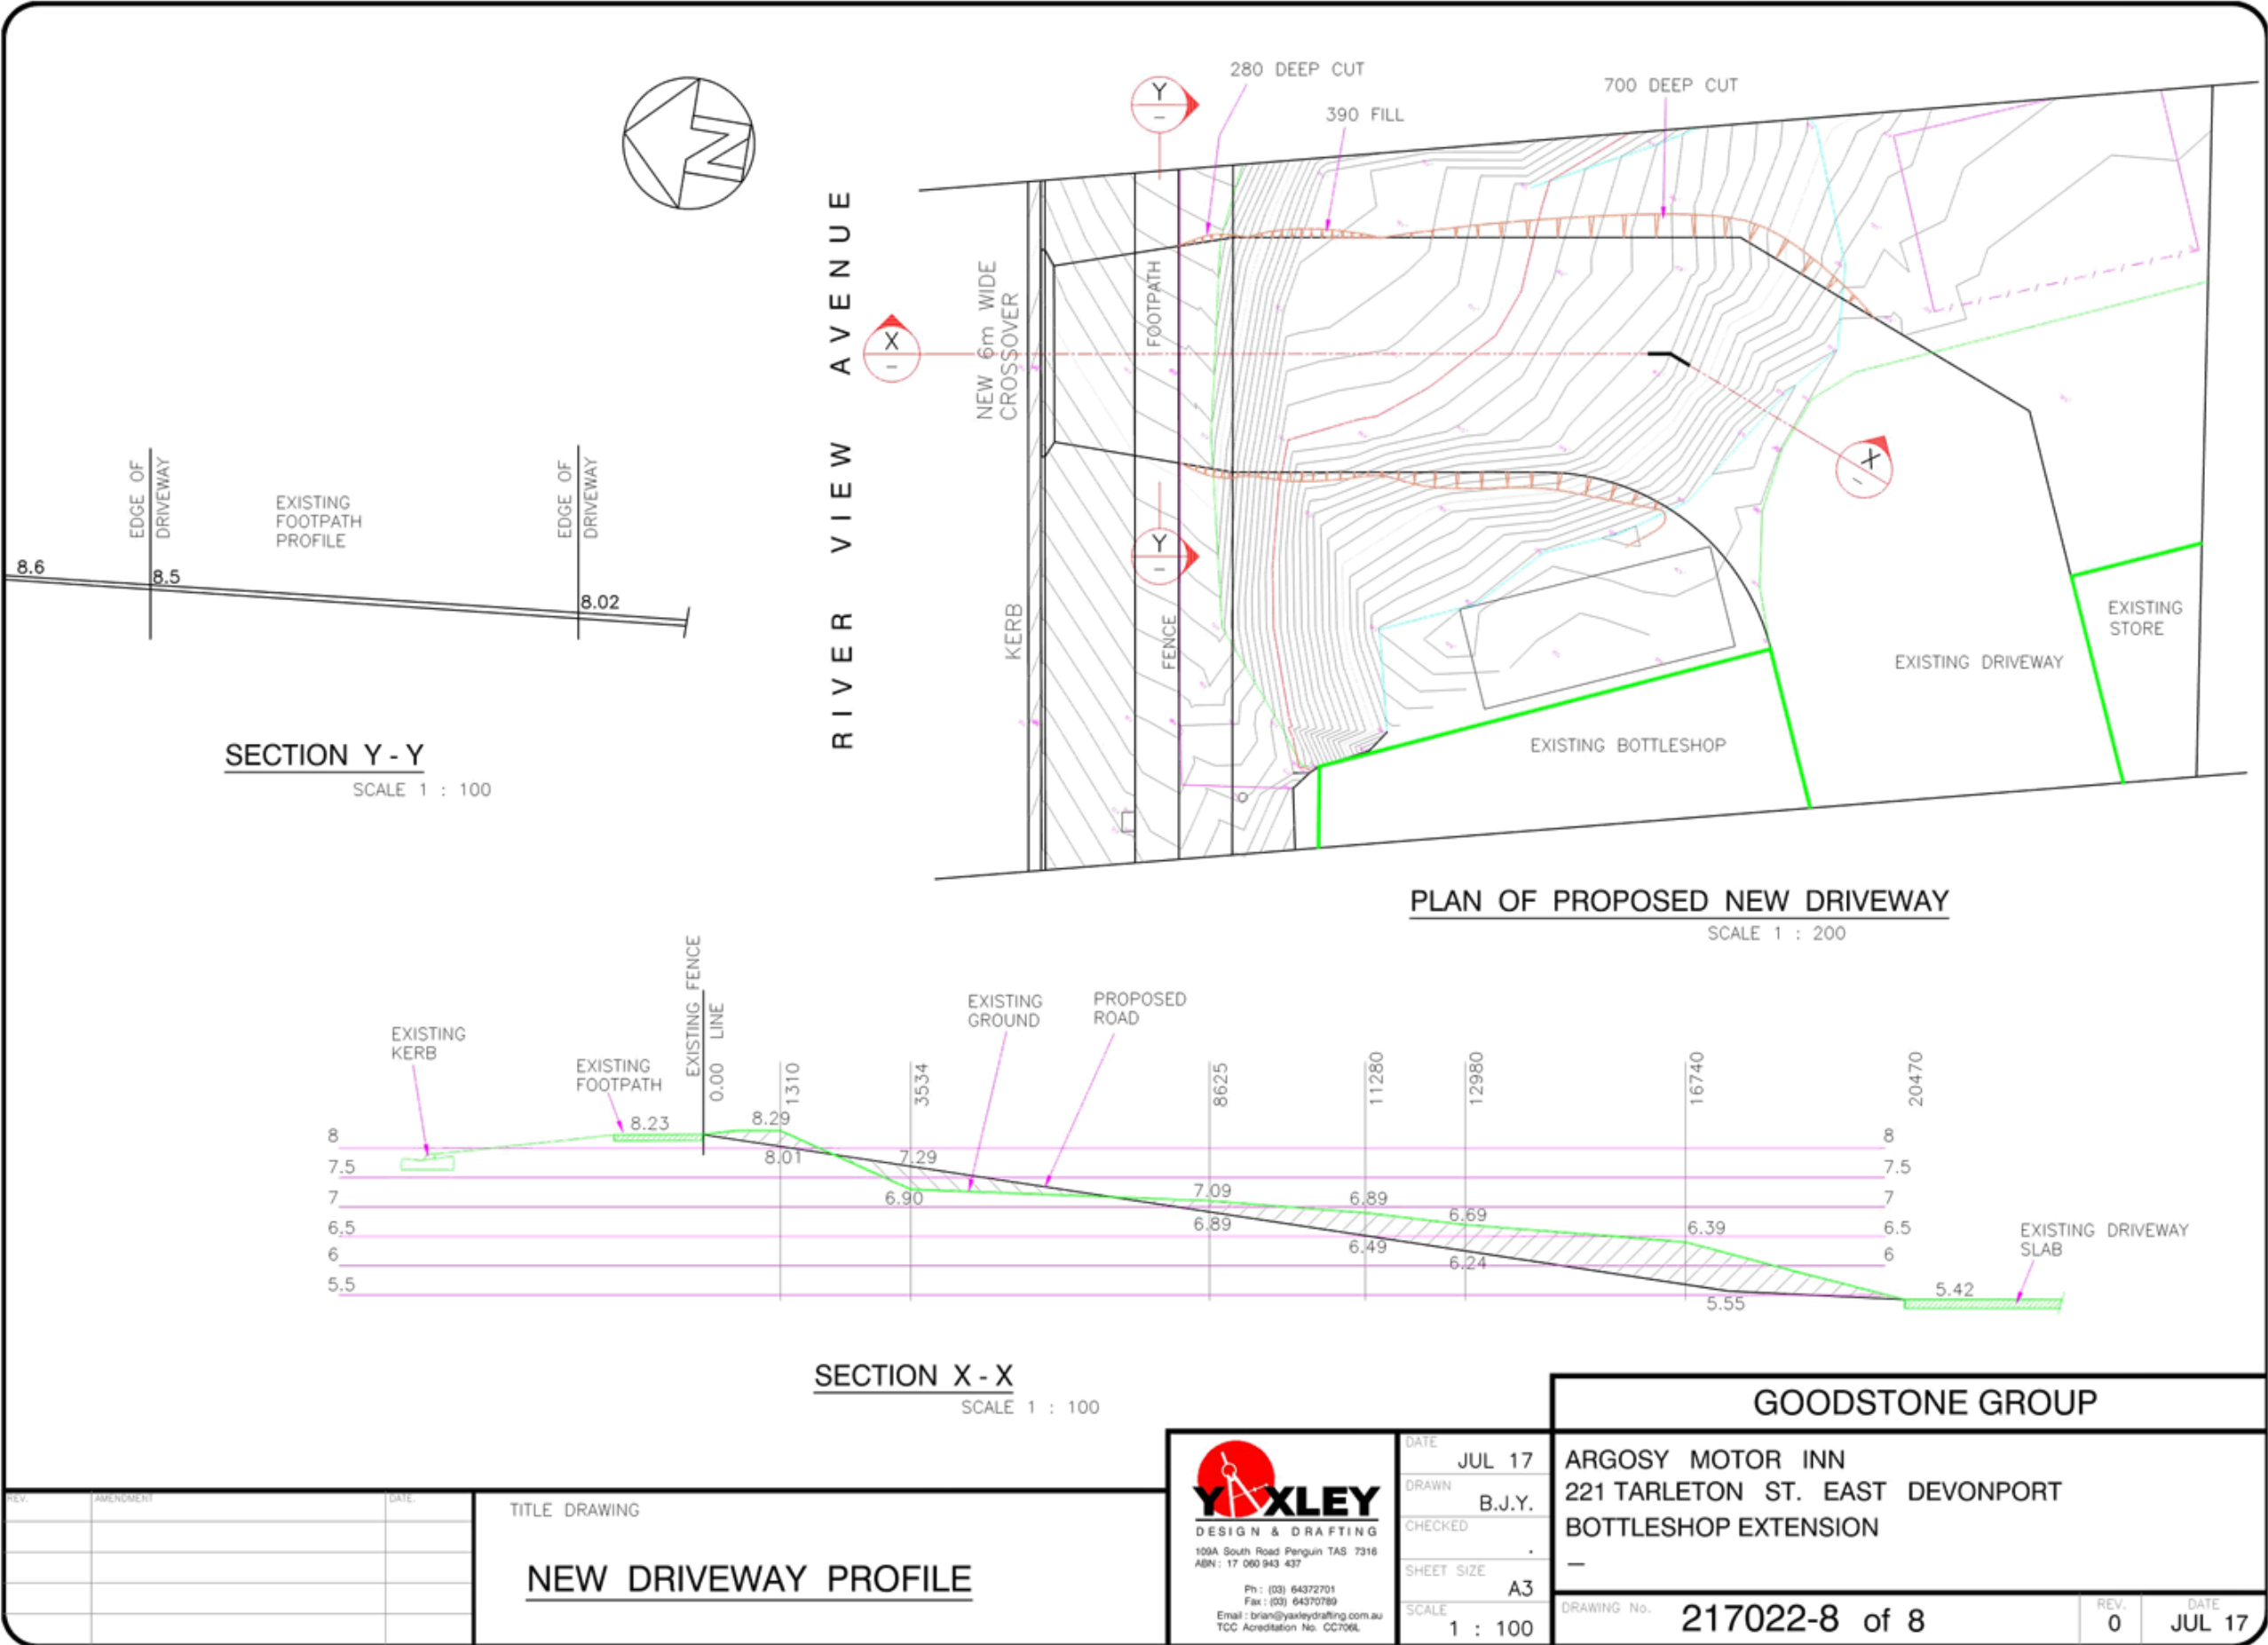 280 DEEP CUT
390 FILL
700 DEEP CUT
N
Y
–
RIVER VIEW AVENUE
NEW 6m WIDE
CROSSOVER
FOOTPATH
X
–
X
–
Y
–
KERB
FENCE
EXISTING
STORE
EXISTING DRIVEWAY
EXISTING BOTTLESHOP
PLAN OF PROPOSED NEW DRIVEWAY
SCALE 1 : 200
EDGE OF
DRIVEWAY
EXISTING
FOOTPATH
PROFILE
EDGE OF
DRIVEWAY
8.6
8.5
8.02
SECTION Y - Y
SCALE 1 : 100
EXISTING
KERB
EXISTING
FOOTPATH
EXISTING FENCE
LINE
0.00
EXISTING
GROUND
PROPOSED
ROAD
1310
3534
8625
11280
12980
16740
20470
8.23
8.29
8.01
7.29
6.90
7.09
6.89
6.89
6.49
6.69
6.24
6.39
5.55
5.42
EXISTING DRIVEWAY
SLAB
8
7.5
7
6.5
6
5.5
8
7.5
7
6.5
6
SECTION X - X
SCALE 1 : 100
REV.
AMENDMENT
DATE.
TITLE DRAWING
NEW DRIVEWAY PROFILE
YAXLEY
DESIGN & DRAFTING
109A South Road Penguin TAS 7316
ABN : 17 060 943 437
Ph : (03) 64372701
Fax : (03) 64370789
Email : brian@yaxleydrafting.com.au
TCC Acreditation No. CC706L
DATE
JUL 17
DRAWN
B.J.Y.
CHECKED
.
SHEET SIZE
A3
SCALE
1 : 100
GOODSTONE GROUP
ARGOSY MOTOR INN
221 TARLETON ST. EAST DEVONPORT
BOTTLESHOP EXTENSION
–
DRAWING No.
217022-8 of 8
REV.
0
DATE
JUL 17